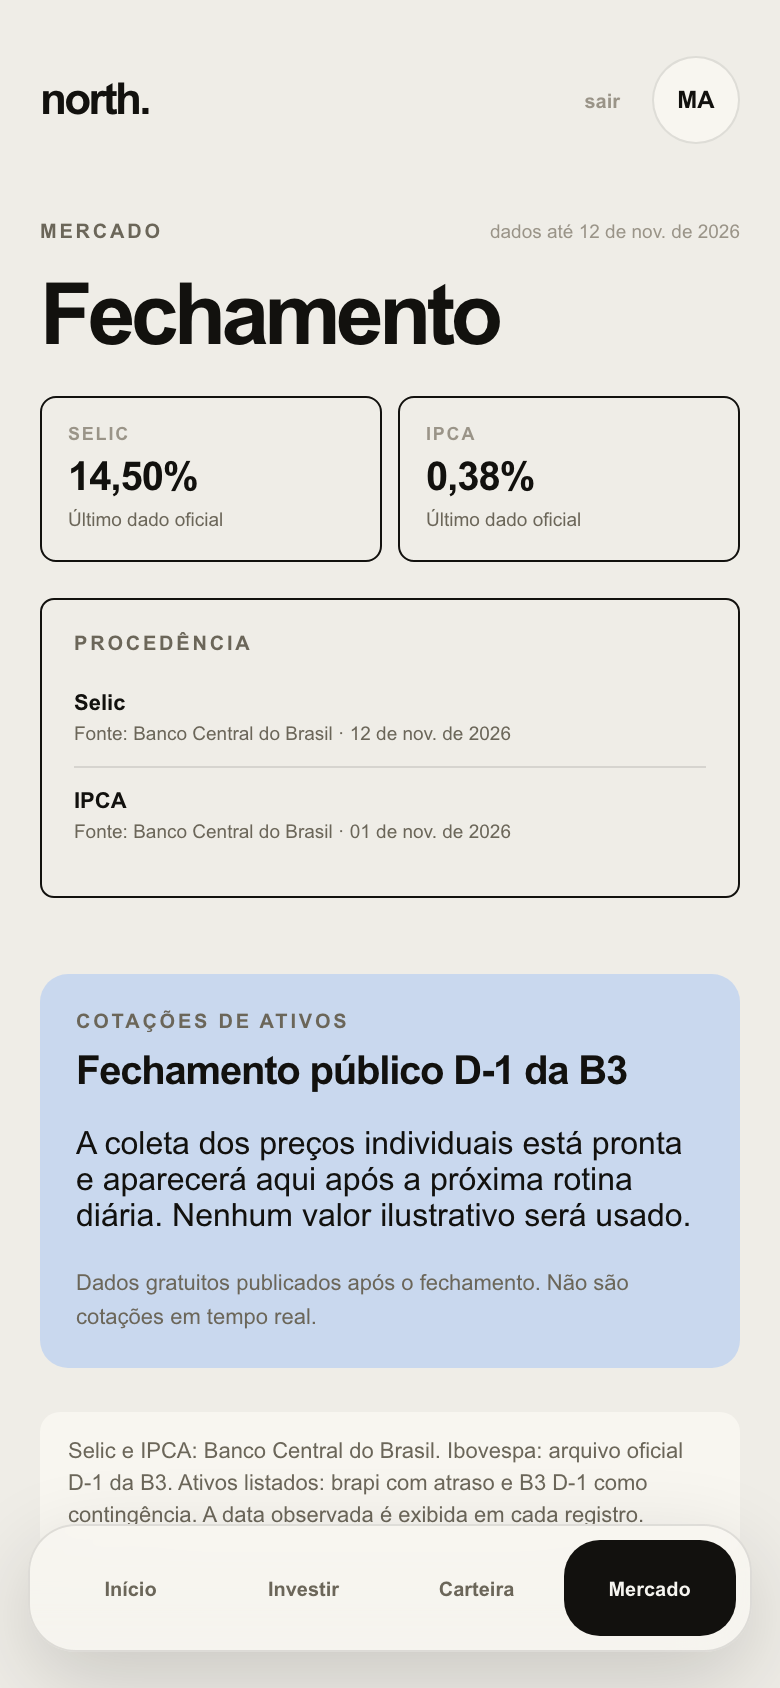 north.
sair
MA
MERCADO
dados até 12 de nov. de 2026
Fechamento
SELIC
14,50%
Último dado oficial
IPCA
0,38%
Último dado oficial
PROCEDÊNCIA
Selic
Fonte: Banco Central do Brasil · 12 de nov. de 2026
IPCA
Fonte: Banco Central do Brasil · 01 de nov. de 2026
COTAÇÕES DE ATIVOS
Fechamento público D-1 da B3
A coleta dos preços individuais está pronta
e aparecerá aqui após a próxima rotina
diária. Nenhum valor ilustrativo será usado.
Dados gratuitos publicados após o fechamento. Não são
cotações em tempo real.
Selic e IPCA: Banco Central do Brasil. Ibovespa: arquivo oficial
D-1 da B3. Ativos listados: brapi com atraso e B3 D-1 como
contingência. A data observada é exibida em cada registro.
Início
Investir
Carteira
Mercado